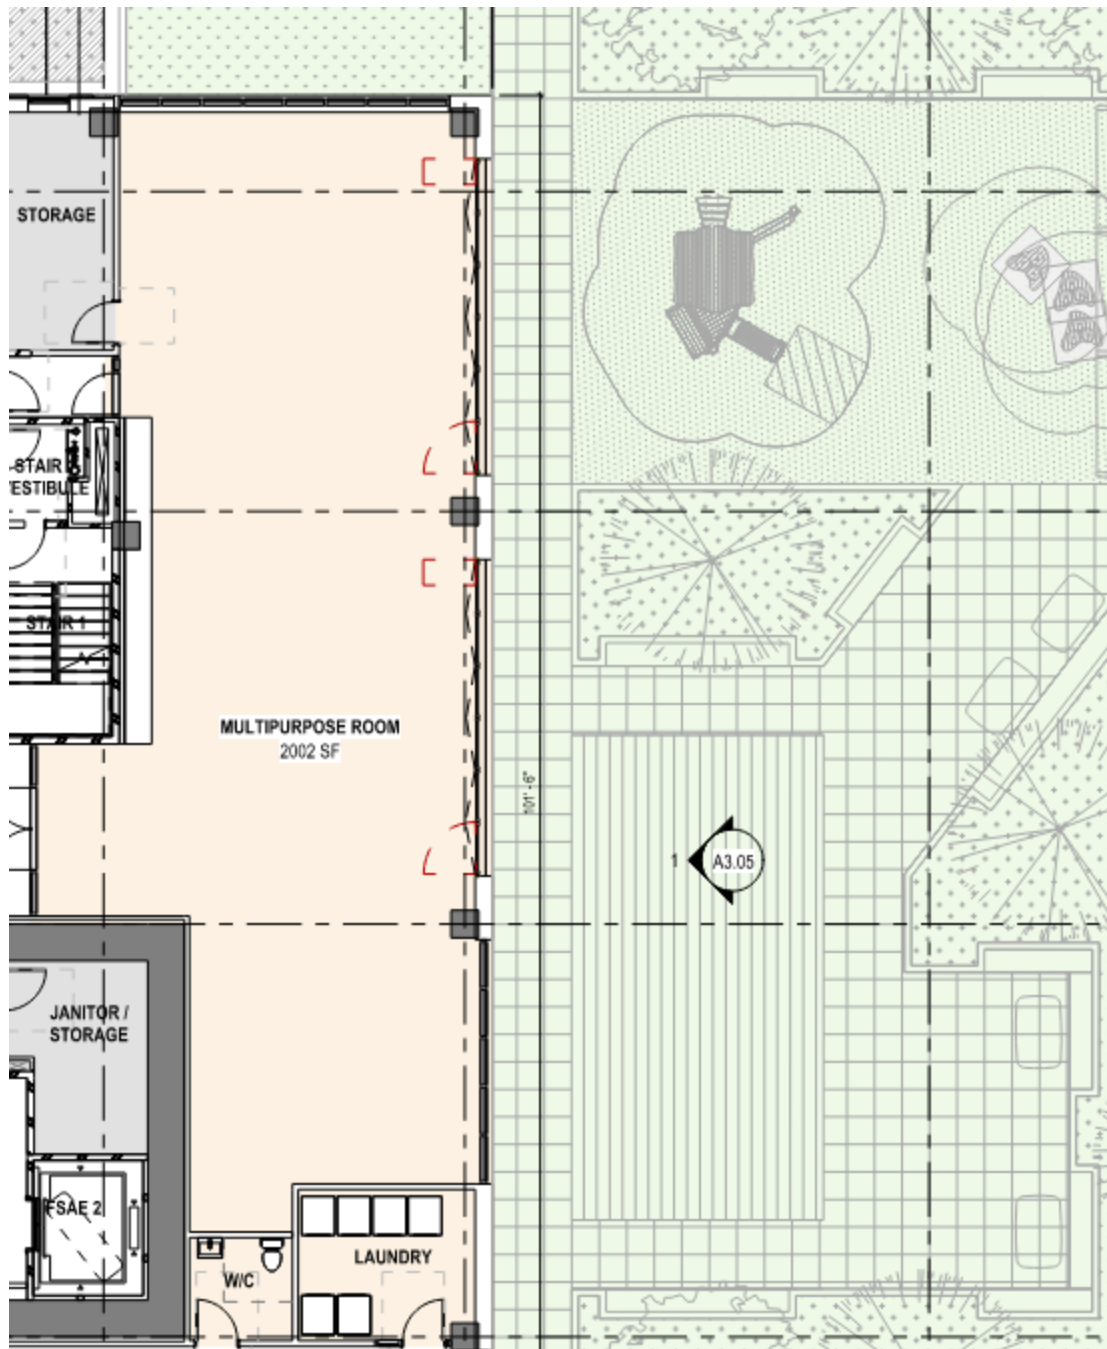 STORAGE
STAIR
ESTIBULE
STAIR 1
MULTIPURPOSE ROOM
2002 SF
101' - 6"
1
A3.05
JANITOR /
STORAGE
FSAE 2
W/C
LAUNDRY